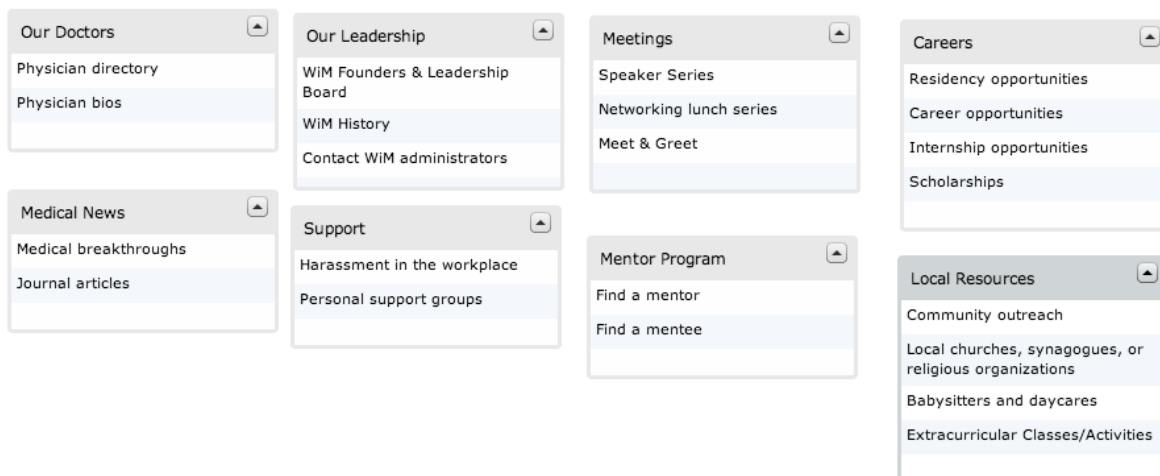 Our Doctors
Physician directory
Physician bios
Our Leadership
WiM Founders & Leadership
Board
WiM History
Contact WiM administrators
Meetings
Speaker Series
Networking lunch series
Meet & Greet
Careers
Residency opportunities
Career opportunities
Internship opportunities
Scholarships
Medical News
Medical breakthroughs
Journal articles
Support
Harassment in the workplace
Personal support groups
Mentor Program
Find a mentor
Find a mentee
Local Resources
Community outreach
Local churches, synagogues, or
religious organizations
Babysitters and daycares
Extracurricular Classes/Activities